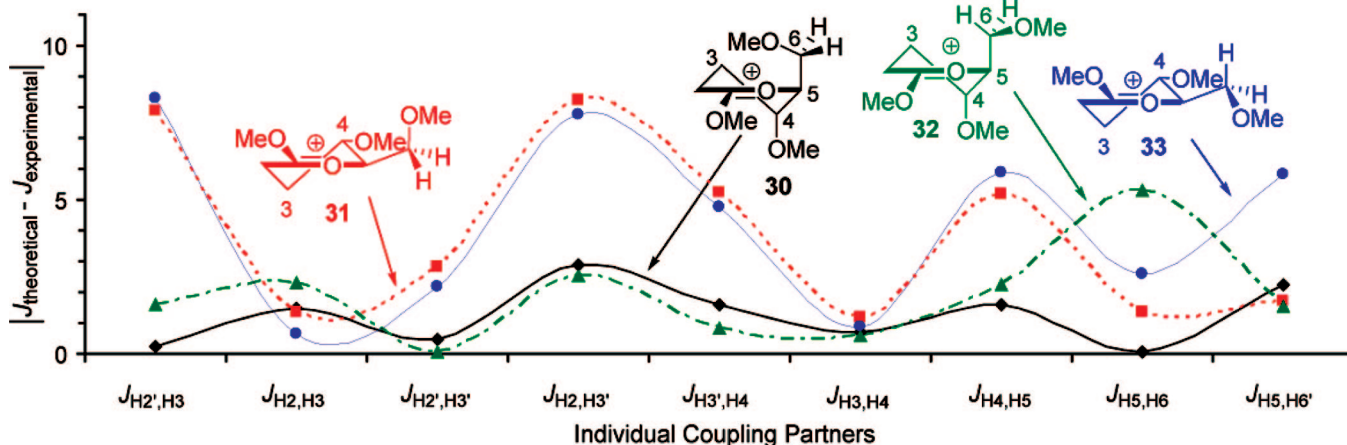 |Jtheoretical - Jexperimental|
10
5
0
MeO
4
OMe
OMe
H
H
3
31
3
MeO
6
H
H
5
MeO
4
OMe
30
H
H
6
OMe
3
5
MeO
4
32
OMe
MeO
4
OMe
H
H
OMe
3
33
JH2',H3
JH2,H3
JH2',H3'
JH2,H3'
JH3',H4
JH3,H4
JH4,H5
JH5,H6
JH5,H6'
Individual Coupling Partners